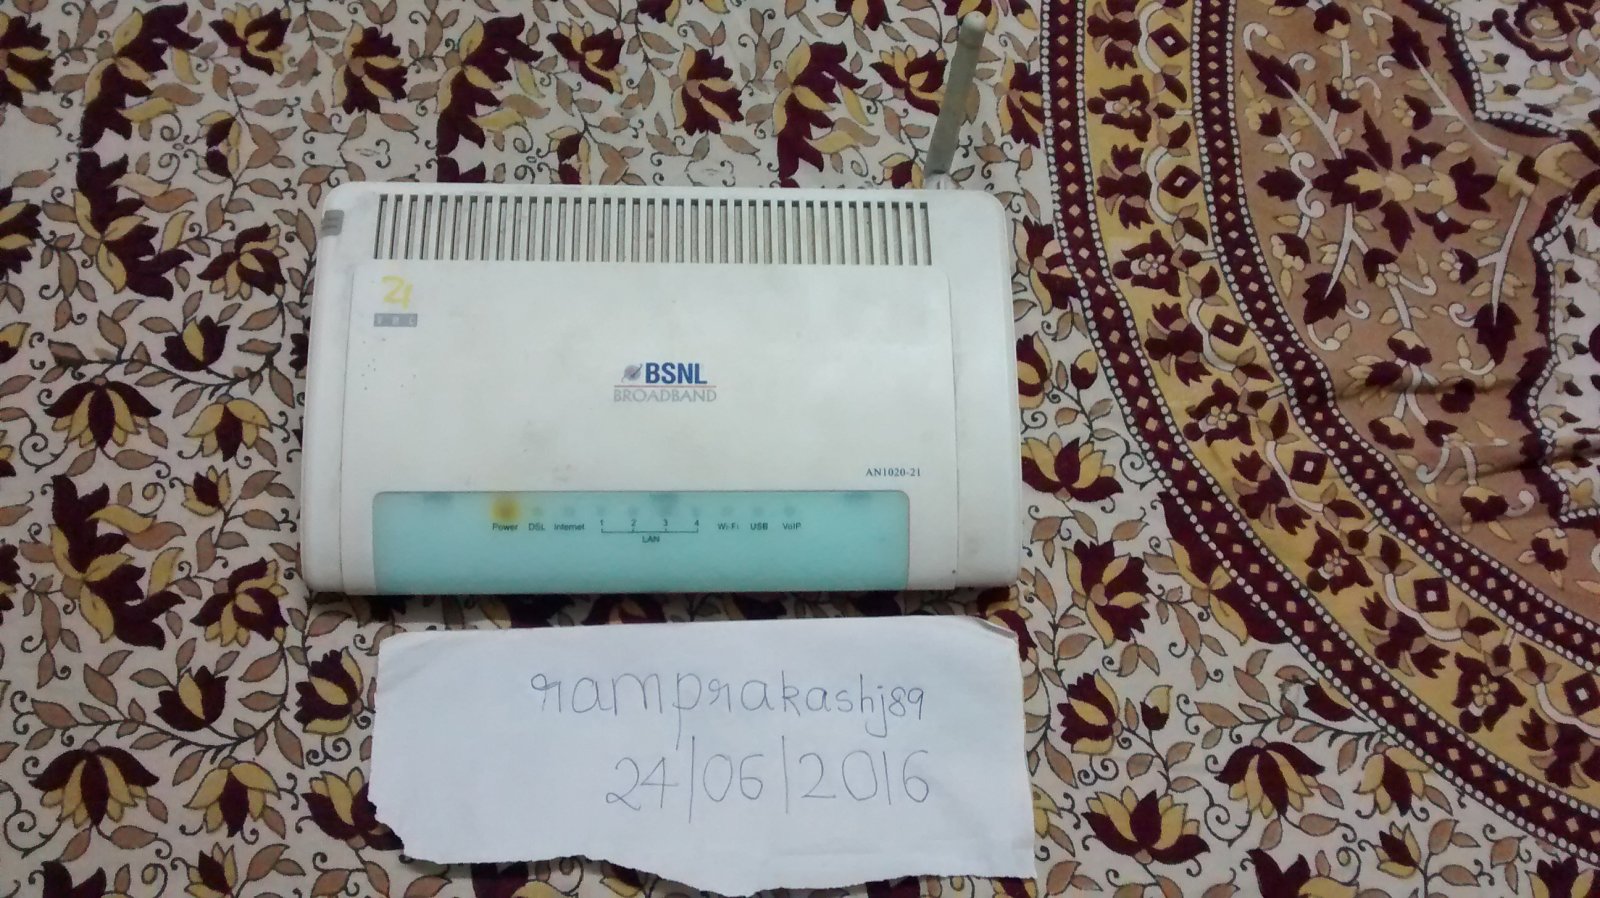 BSNL
BROADBAND
AN1020-21
Power DSL Internet 1 2 3 4 Wi-Fi USB VoIP
LAN
ramprakashj89
24/06/2016